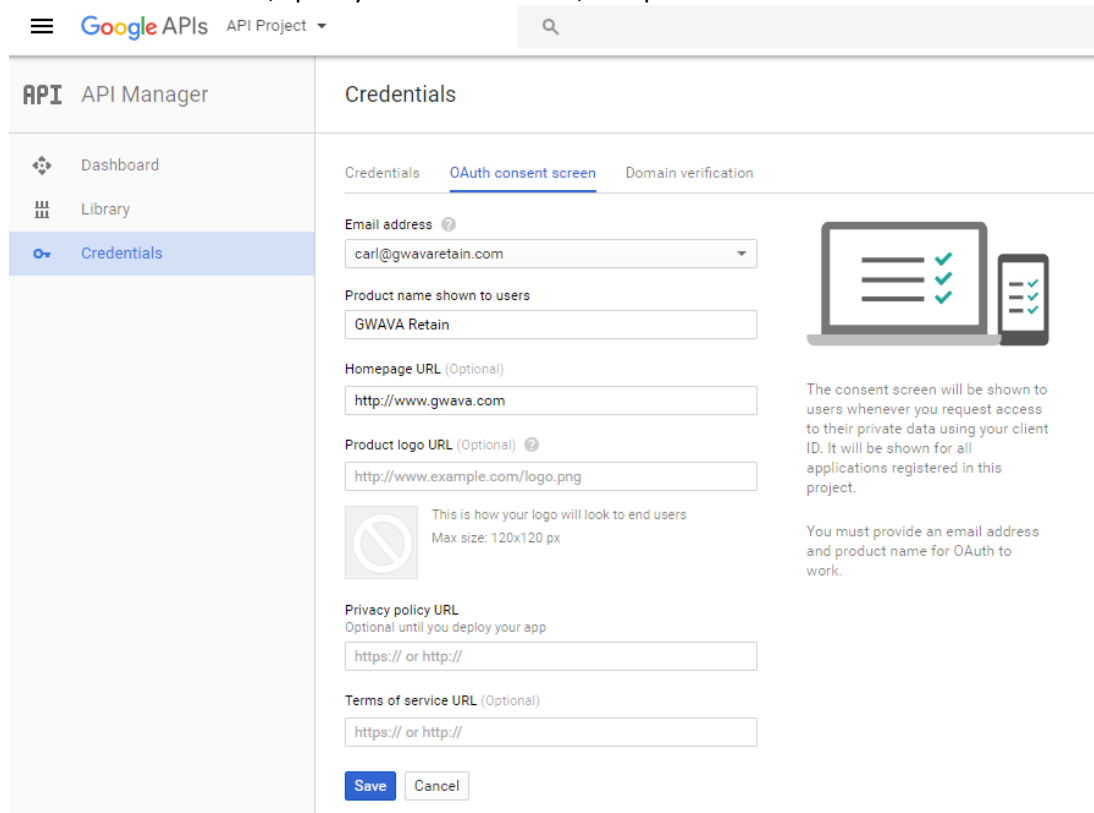 Google APIs API Project
API API Manager
Credentials
Dashboard
Library
Credentials
Credentials OAuth consent screen Domain verification
Email address
carl@gwavaretain.com
Product name shown to users
GWAVA Retain
Homepage URL (Optional)
http://www.gwava.com
Product logo URL (Optional)
http://www.example.com/logo.png
This is how your logo will look to end users
Max size: 120x120 px
Privacy policy URL
Optional until you deploy your app
https:// or http://
Terms of service URL (Optional)
https:// or http://
Save Cancel
The consent screen will be shown to
users whenever you request access
to their private data using your client
ID. It will be shown for all
applications registered in this
project.
You must provide an email address
and product name for OAuth to
work.